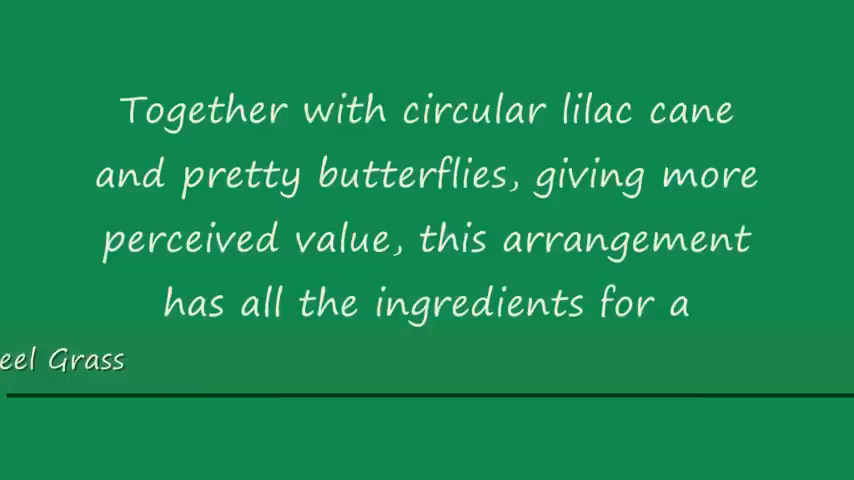 Together with circular lilac cane
and pretty butterflies, giving more
perceived value, this arrangement
has all the ingredients for a
eel Grass